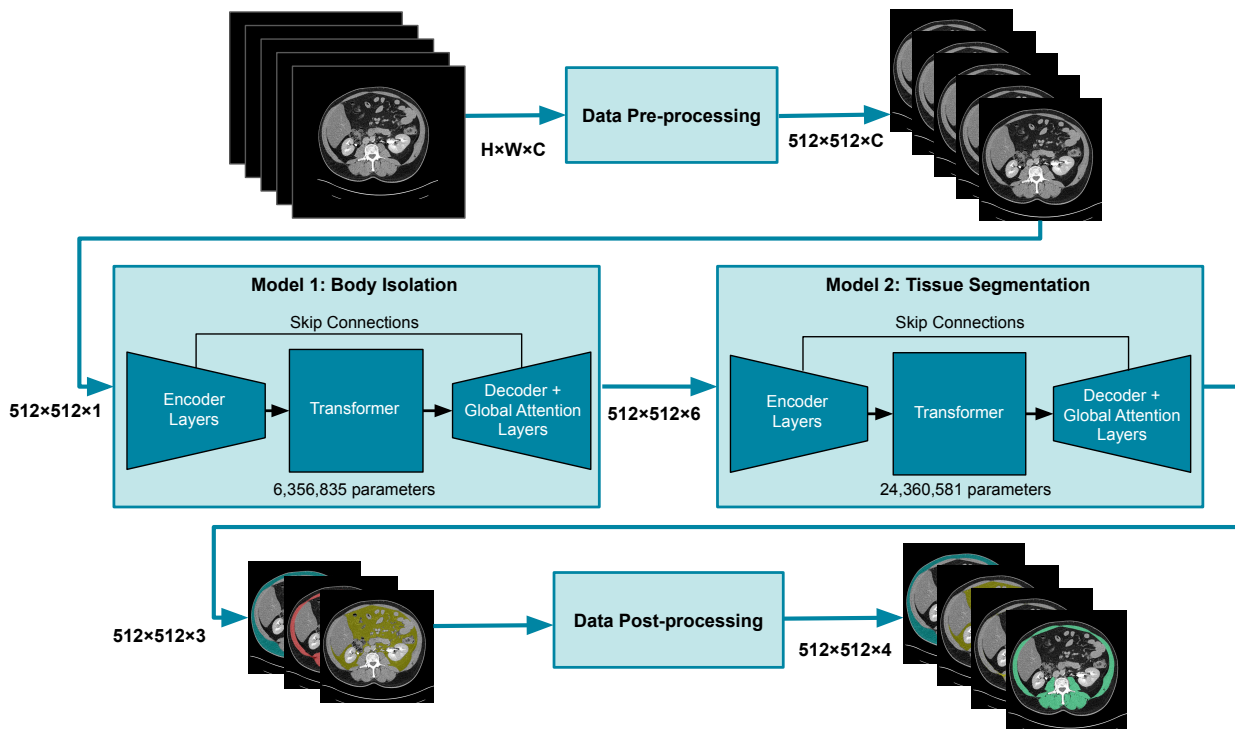 Data Pre-processing
H×W×C
512×512×C
Model 1: Body Isolation
Skip Connections
Encoder
Layers
Transformer
Decoder +
Global Attention
Layers
6,356,835 parameters
512×512×1
512×512×6
Model 2: Tissue Segmentation
Skip Connections
Encoder
Layers
Transformer
Decoder +
Global Attention
Layers
24,360,581 parameters
512×512×3
Data Post-processing
512×512×4